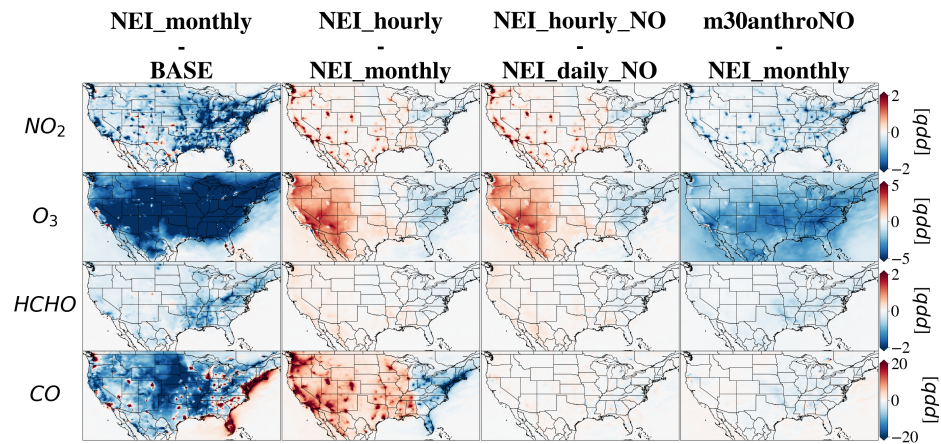 NEI_monthly NEI_hourly NEI_hourly_NO m30anthroNO
- - - -
BASE NEI_monthly NEI_daily_NO NEI_monthly
NO₂ 2 0 −2 [ppb]
O₃ 5 0 −5 [ppb]
HCHO 2 0 −2 [ppb]
CO 20 0 −20 [ppb]